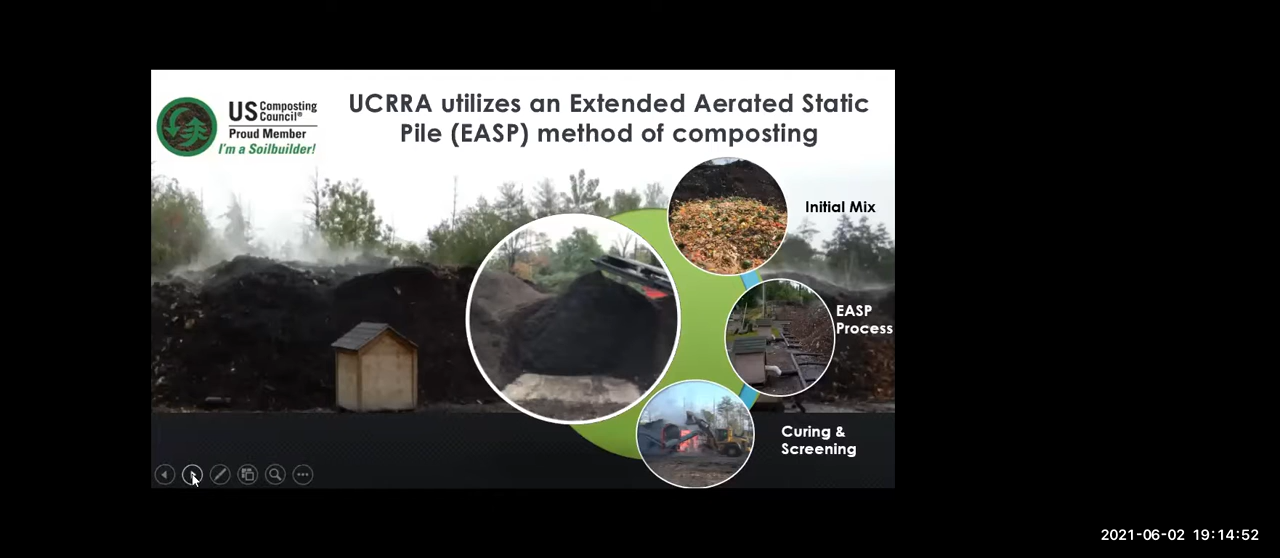 UCRRA utilizes an Extended Aerated Static
Pile (EASP) method of composting
US Composting
Council®
Proud Member
I'm a Soilbuilder!
Initial Mix
EASP
Process
Curing &
Screening
2021-06-02 19:14:52